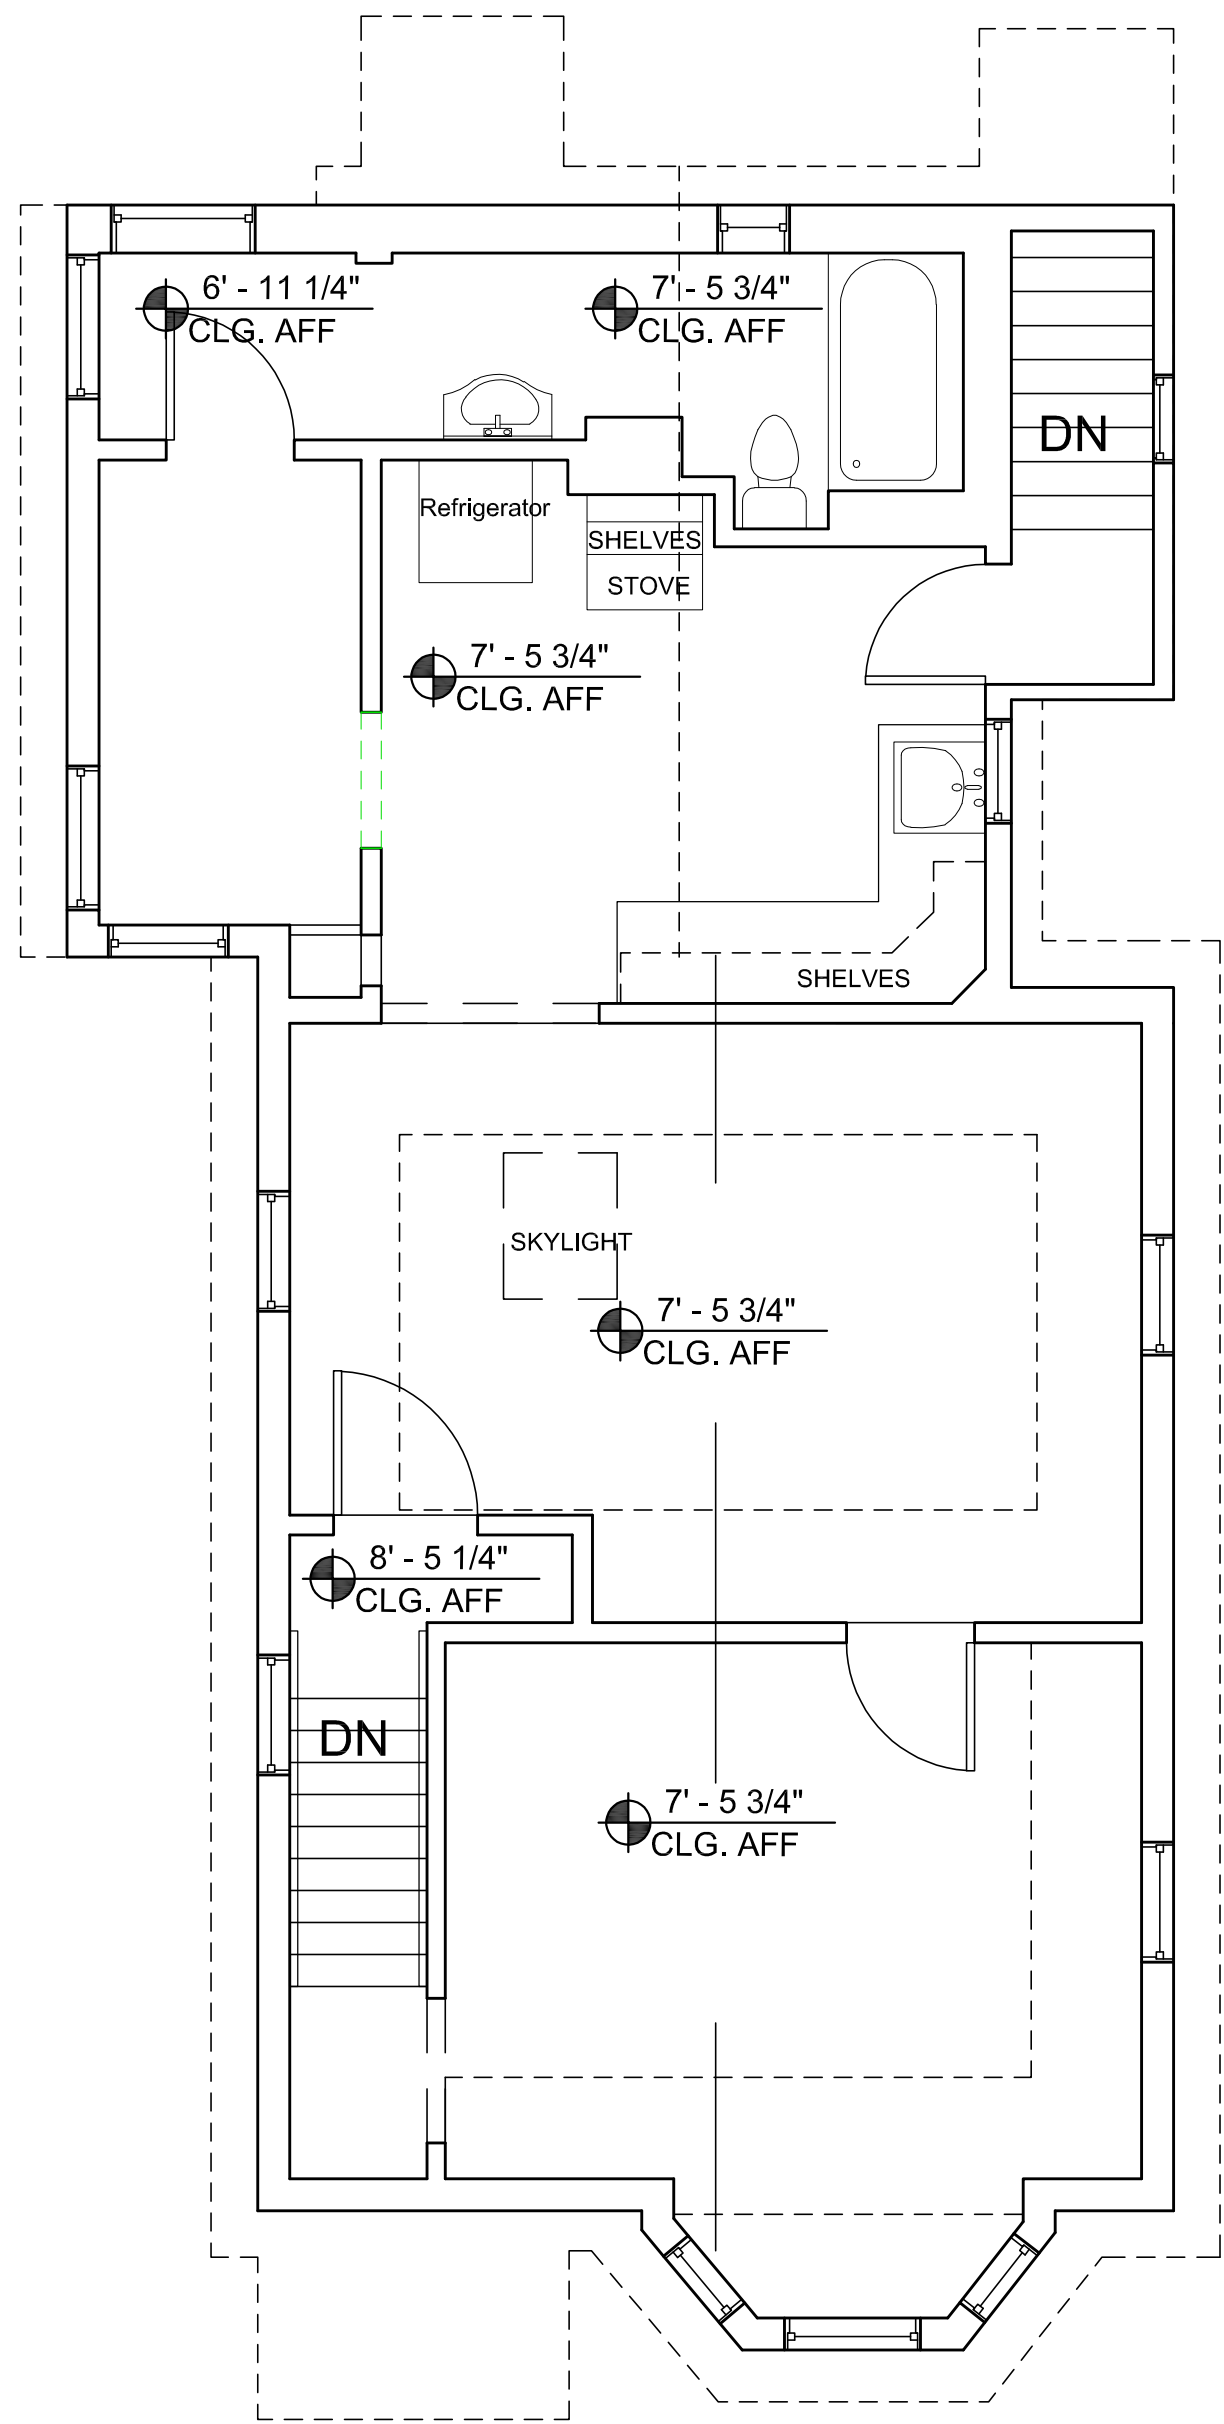 6' - 11 1/4"
CLG. AFF
7' - 5 3/4"
CLG. AFF
DN
Refrigerator
SHELVES
STOVE
7' - 5 3/4"
CLG. AFF
SHELVES
SKYLIGHT
7' - 5 3/4"
CLG. AFF
8' - 5 1/4"
CLG. AFF
DN
7' - 5 3/4"
CLG. AFF